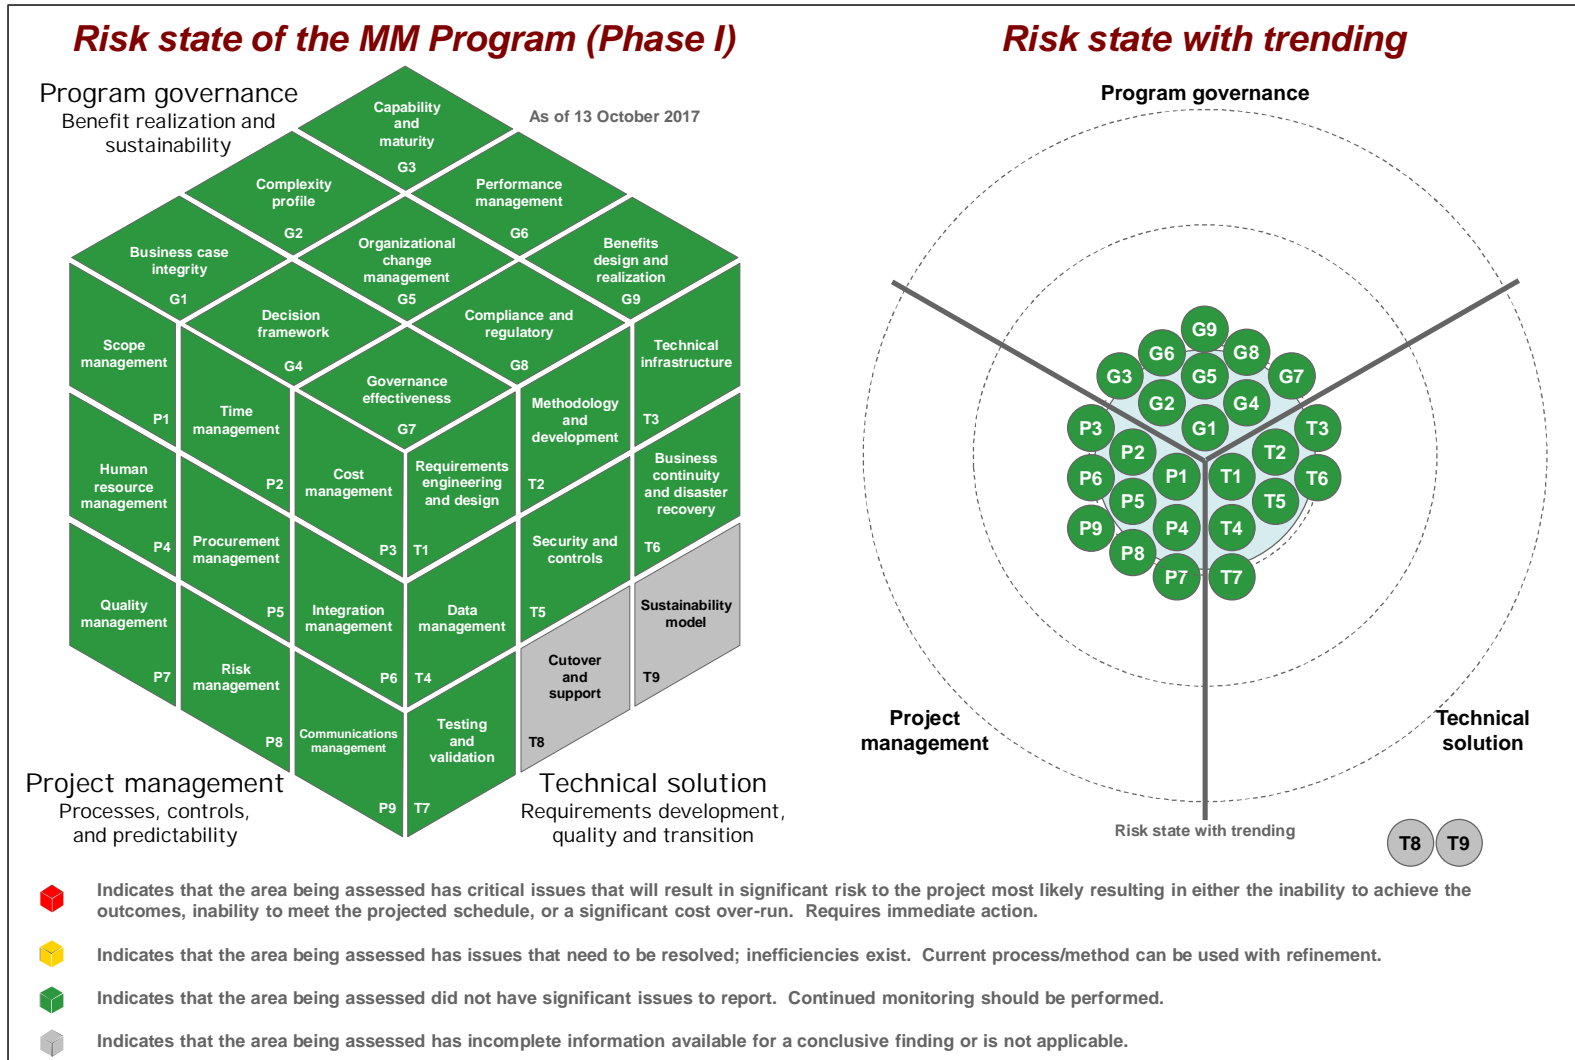 Risk state of the MM Program (Phase I)
Risk state with trending
Program governance
Benefit realization and
sustainability
As of 13 October 2017
Capability
and
maturity
G3
Complexity
profile
G2
Performance
management
G6
Business case
integrity
G1
Organizational
change
management
G5
Benefits
design and
realization
G9
Decision
framework
G4
Compliance and
regulatory
G8
Governance
effectiveness
G7
Scope
management
P1
Time
management
P2
Cost
management
P3
Human
resource
management
P4
Procurement
management
P5
Integration
management
P6
Quality
management
P7
Risk
management
P8
Communications
management
P9
Requirements
engineering
and design
T1
Methodology
and
development
T2
Technical
infrastructure
T3
Data
management
T4
Security and
controls
T5
Business
continuity
and disaster
recovery
T6
Testing
and
validation
T7
Cutover
and
support
T8
Sustainability
model
T9
Project management
Processes, controls,
and predictability
Technical solution
Requirements development,
quality and transition
Program governance
G9
G6
G8
G3
G5
G7
G2
G4
G1
P3
P2
P1
P6
P5
P4
P9
P8
P7
T3
T2
T1
T6
T5
T4
T7
Project
management
Technical
solution
Risk state with trending
T8
T9
Indicates that the area being assessed has critical issues that will result in significant risk to the project most likely resulting in either the inability to achieve the
outcomes, inability to meet the projected schedule, or a significant cost over-run. Requires immediate action.
Indicates that the area being assessed has issues that need to be resolved; inefficiencies exist. Current process/method can be used with refinement.
Indicates that the area being assessed did not have significant issues to report. Continued monitoring should be performed.
Indicates that the area being assessed has incomplete information available for a conclusive finding or is not applicable.